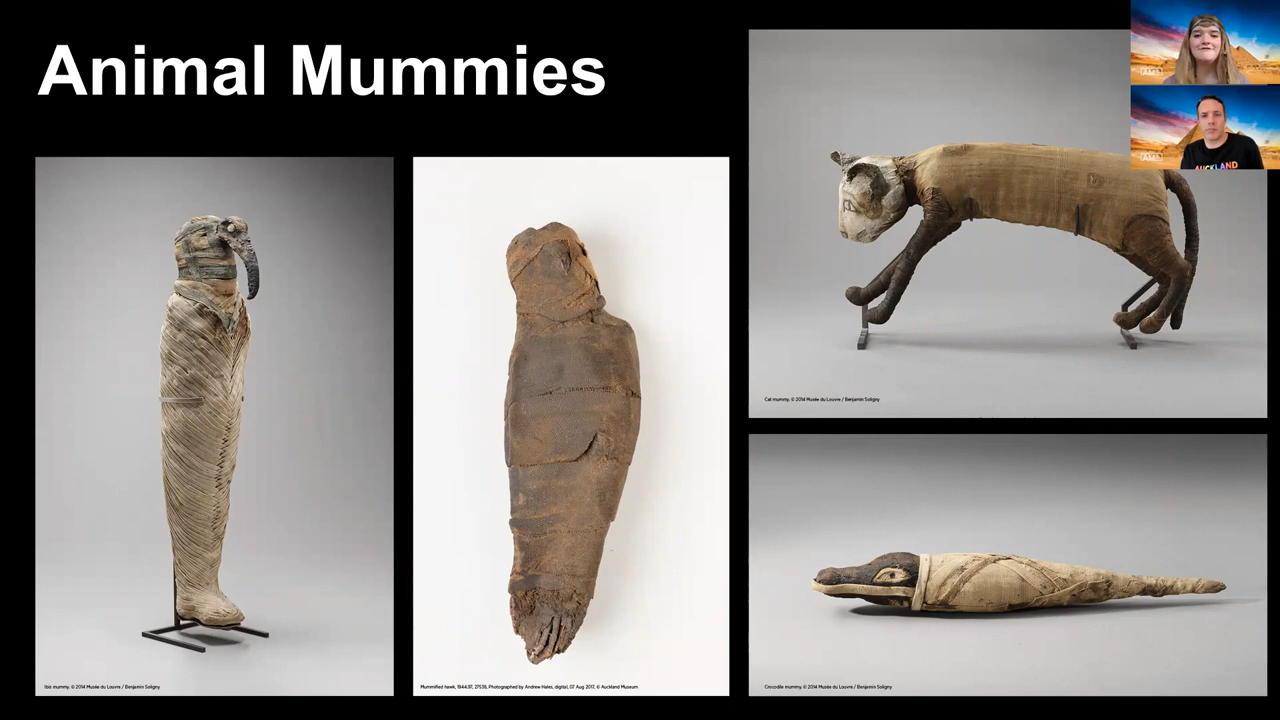 Animal Mummies
AUCKLAND
Cat mummy, © 2014 Musée du Louvre / Benjamin Soligny
Ibis mummy, © 2014 Musée du Louvre / Benjamin Soligny
Mummified hawk, 1944.97, 27538, Photographed by Andrew Hales, digital, 07 Aug 2017, © Auckland Museum
Crocodile mummy, © 2014 Musée du Louvre / Benjamin Soligny